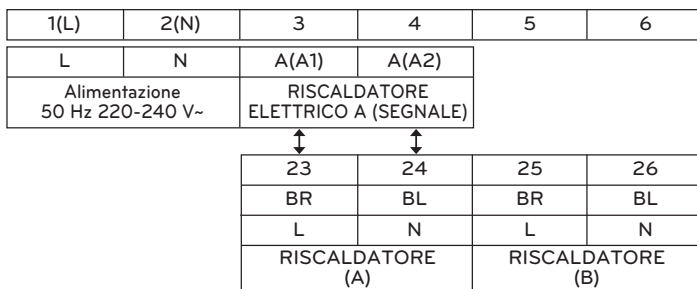 1(L) 2(N) 3 4 5 6
L N A(A1) A(A2)
Alimentazione RISCALDATORE
50 Hz 220-240 V~ ELETTRICO A (SEGNALE)
23 24 25 26
BR BL BR BL
L N L N
RISCALDATORE RISCALDATORE
(A) (B)